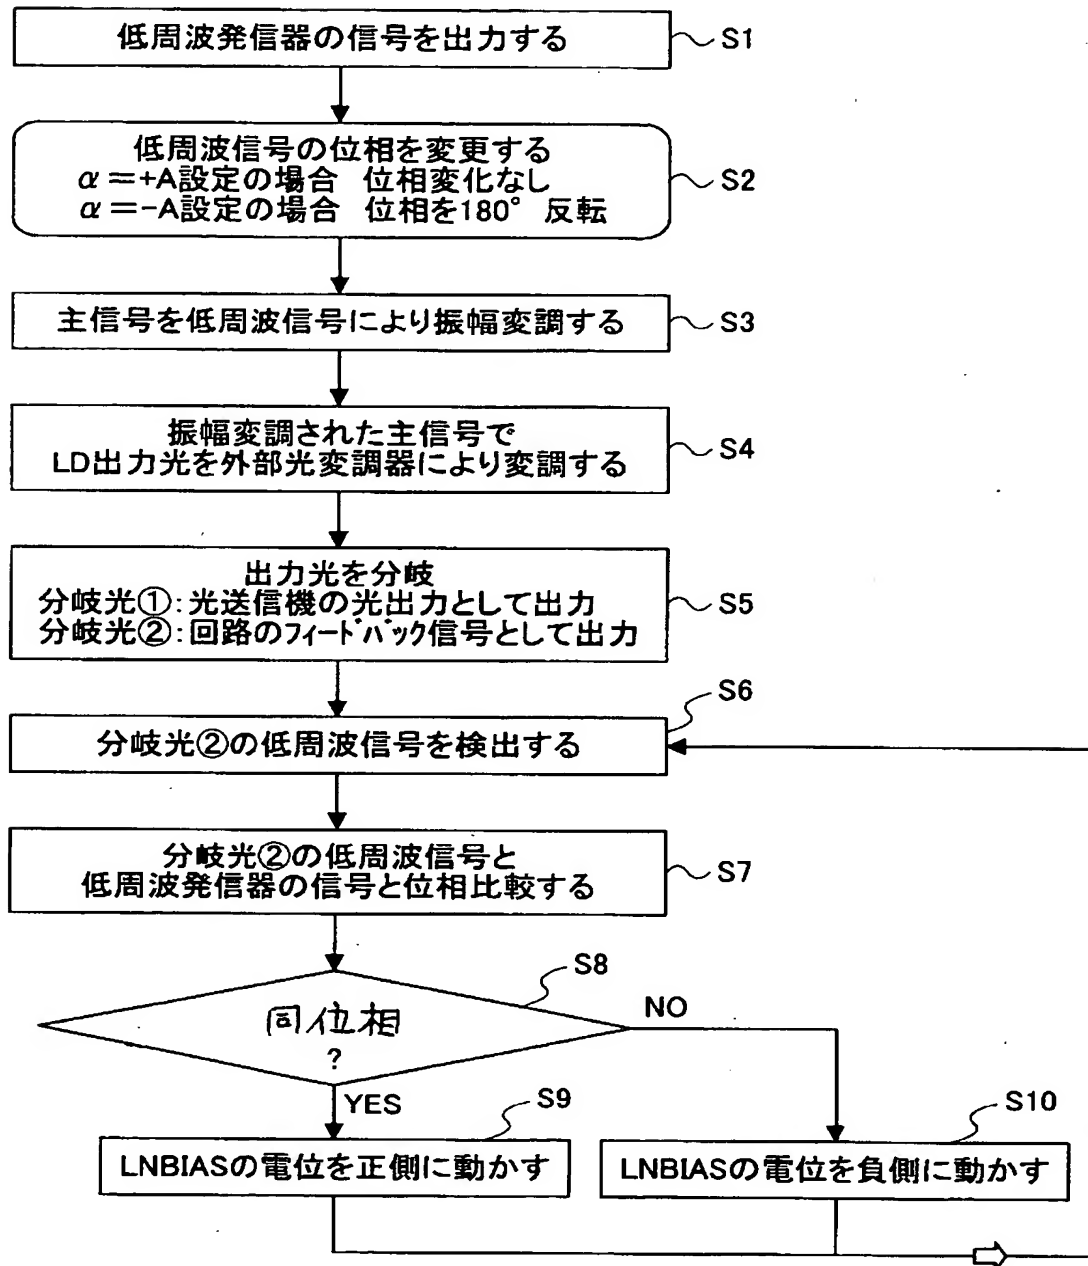 低周波発信器の信号を出力する
S1
低周波信号の位相を変更する
α=+A設定の場合 位相変化なし
α=-A設定の場合 位相を180° 反転
S2
主信号を低周波信号により振幅変調する
S3
振幅変調された主信号で
LD出力光を外部光変調器により変調する
S4
出力光を分岐
分岐光①:光送信機の光出力として出力
分岐光②:回路のフィードバック信号として出力
S5
S6
分岐光②の低周波信号を検出する
分岐光②の低周波信号と
低周波発信器の信号と位相比較する
S7
S8
同位相
?
NO
YES
S9
S10
LNBIASの電位を正側に動かす
LNBIASの電位を負側に動かす